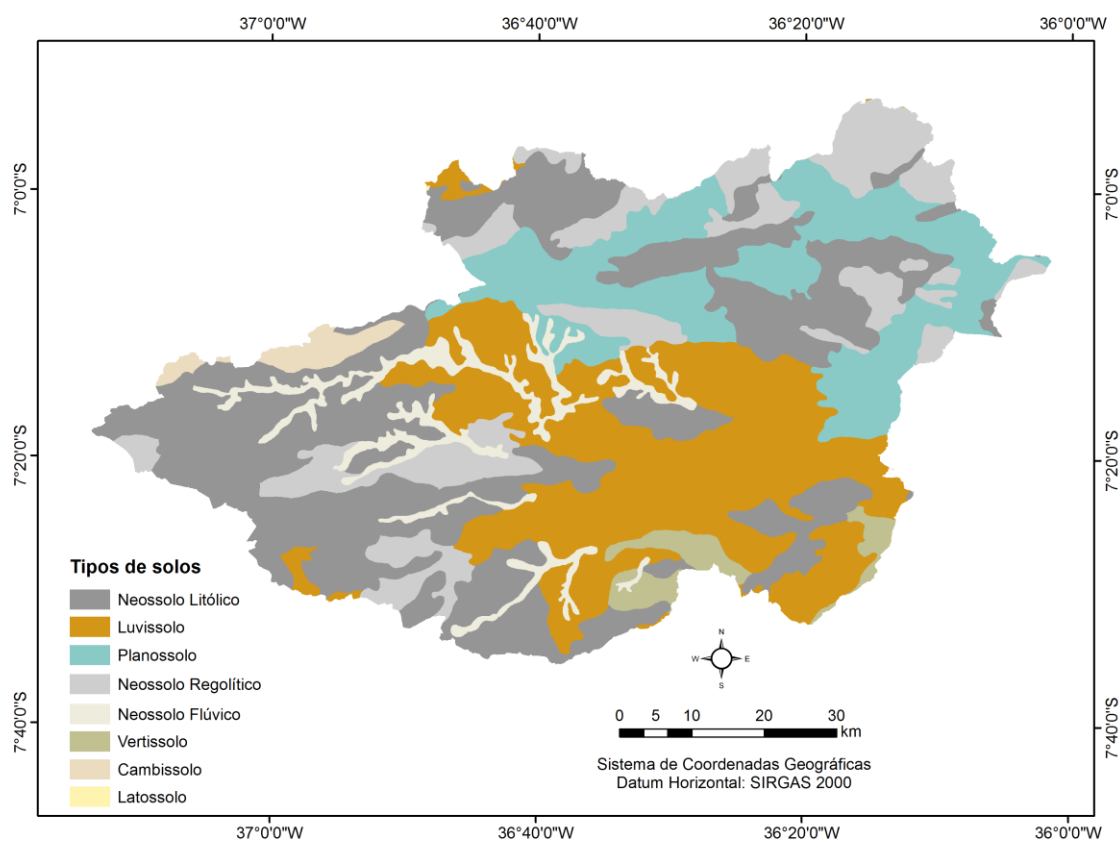 37°0'0"W 36°40'0"W 36°20'0"W 36°0'0"W
7°0'0"S 7°0'0"S
7°20'0"S 7°20'0"S
7°40'0"S 7°40'0"S
Tipos de solos
Neossolo Litólico
Luvissolo
Planossolo
Neossolo Regolítico
Neossolo Flúvico
Vertissolo
Cambissolo
Latossolo
N
W E
S
0 5 10 20 30
km
Sistema de Coordenadas Geográficas
Datum Horizontal: SIRGAS 2000
37°0'0"W 36°40'0"W 36°20'0"W 36°0'0"W